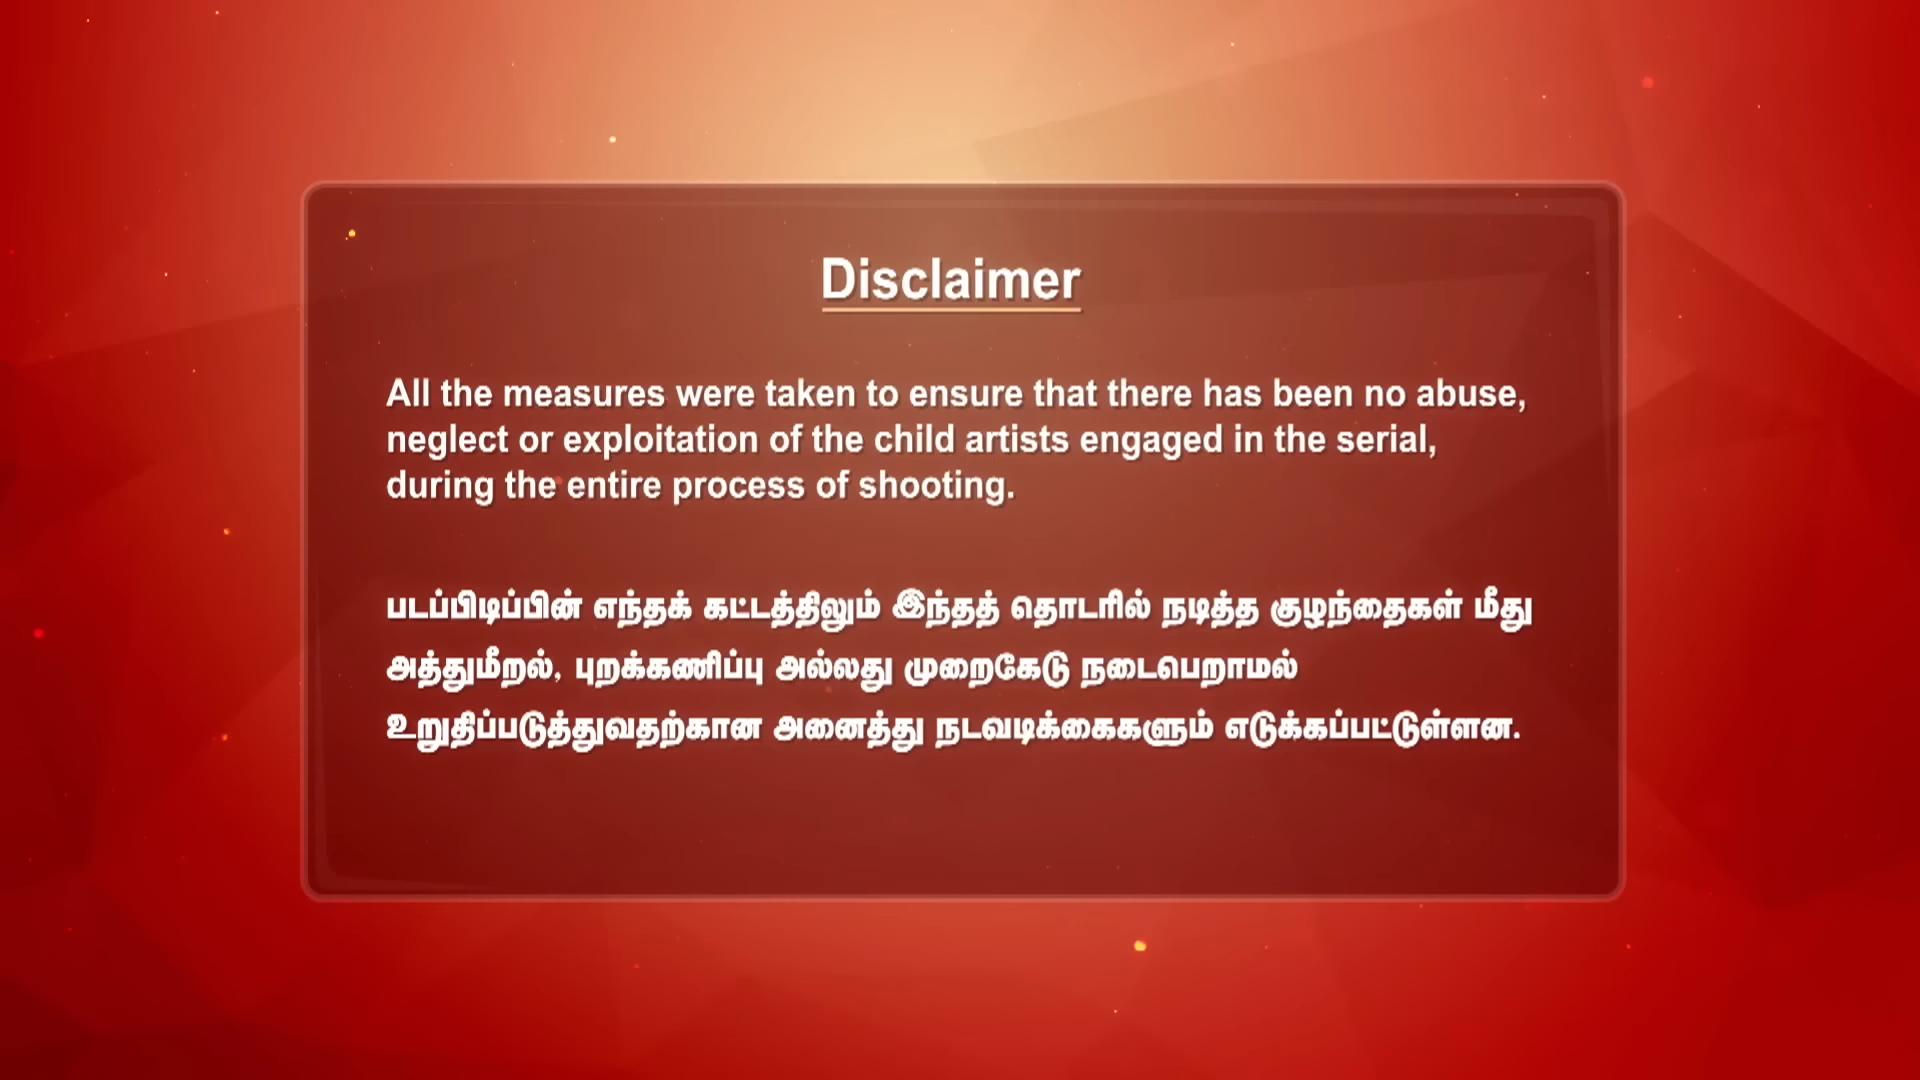 Disclaimer
All the measures were taken to ensure that there has been no abuse,
neglect or exploitation of the child artists engaged in the serial,
during the entire process of shooting.
படப்பிடிப்பின் எந்தக் கட்டத்திலும் இந்தத் தொடரில் நடித்த குழந்தைகள் மீது
அத்துமீறல், புறக்கணிப்பு அல்லது முறைகேடு நடைபெறாமல்
உறுதிப்படுத்துவதற்கான அனைத்து நடவடிக்கைகளும் எடுக்கப்பட்டுள்ளன.